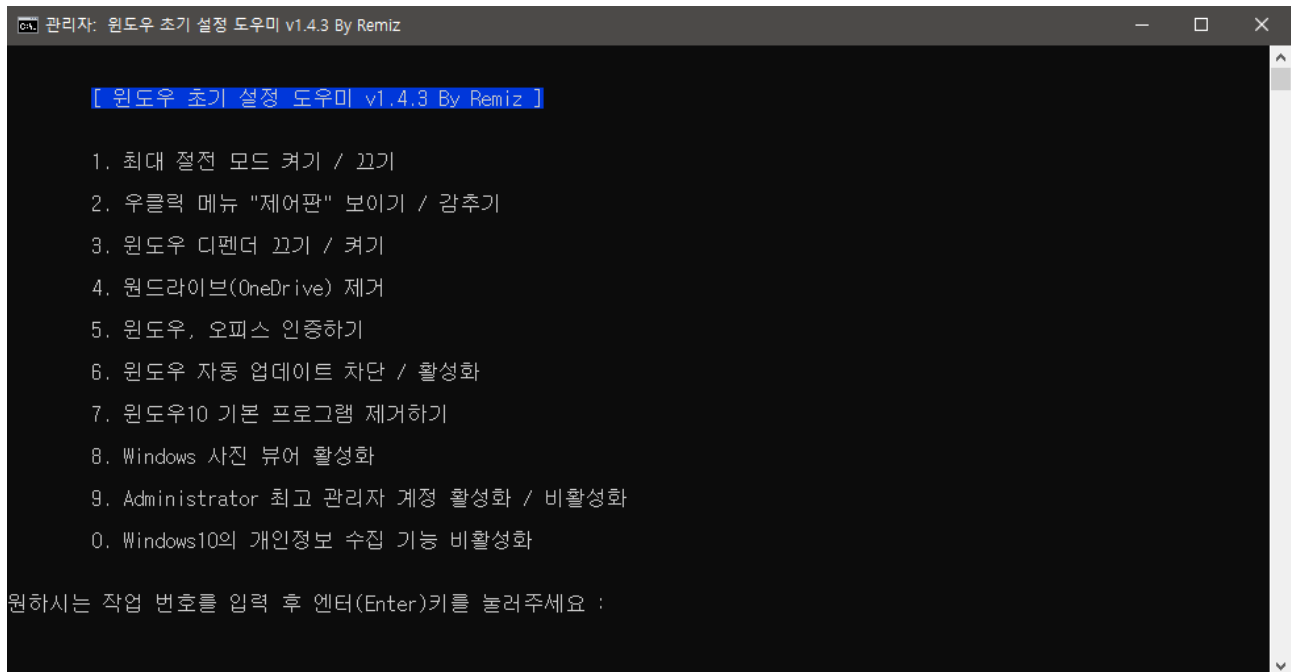 관리자: 윈도우 초기 설정 도우미 v1.4.3 By Remiz
[ 윈도우 초기 설정 도우미 v1.4.3 By Remiz ]
1. 최대 절전 모드 켜기 / 끄기
2. 우클릭 메뉴 "제어판" 보이기 / 감추기
3. 윈도우 디펜더 끄기 / 켜기
4. 원드라이브(OneDrive) 제거
5. 윈도우, 오피스 인증하기
6. 윈도우 자동 업데이트 차단 / 활성화
7. 윈도우10 기본 프로그램 제거하기
8. Windows 사진 뷰어 활성화
9. Administrator 최고 관리자 계정 활성화 / 비활성화
0. Windows10의 개인정보 수집 기능 비활성화
원하시는 작업 번호를 입력 후 엔터(Enter)키를 눌러주세요 :